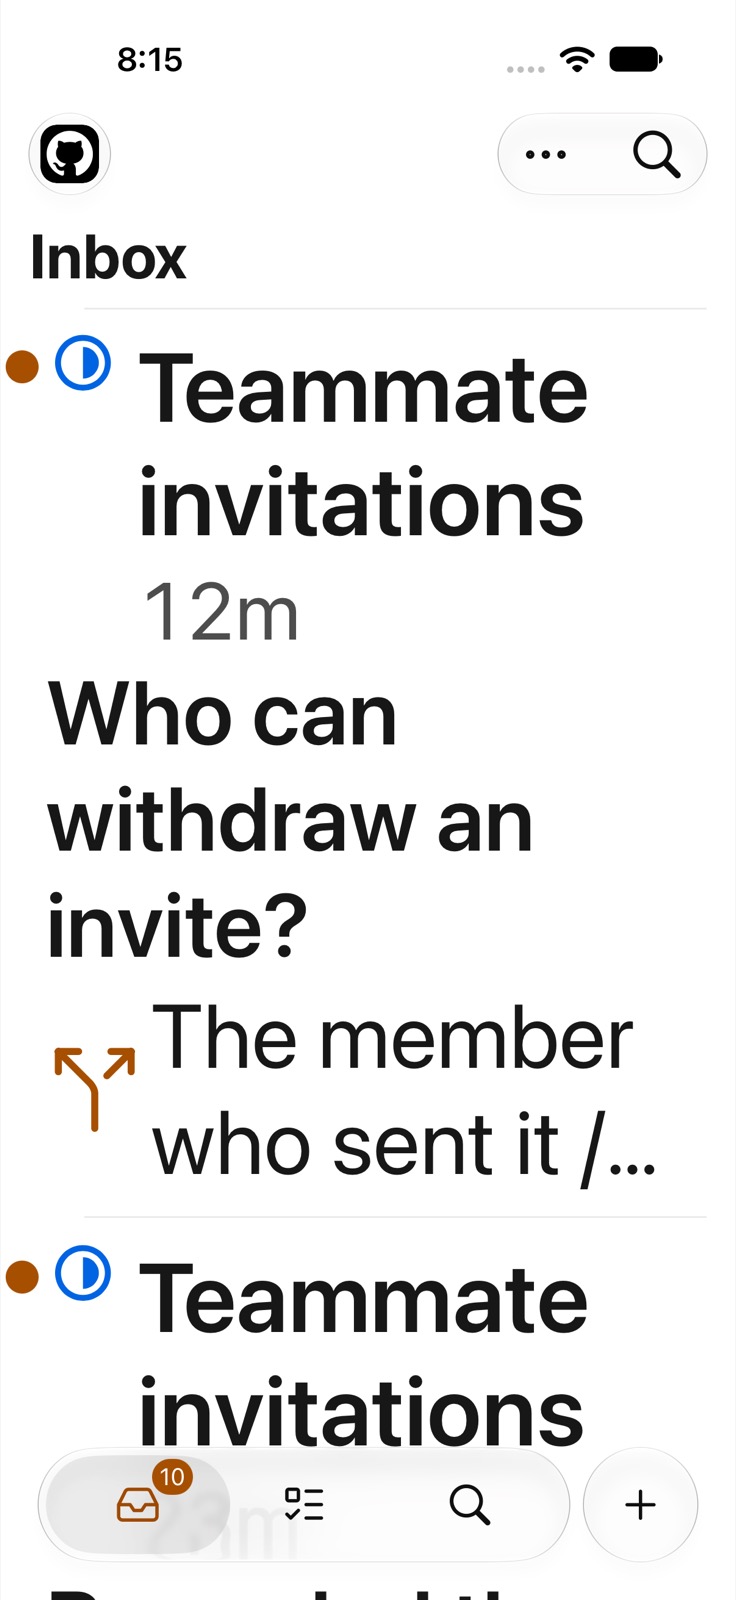 8:15
Inbox
Teammate
invitations
12m
Who can
withdraw an
invite?
The member
who sent it /...
Teammate
invitations
10
23m